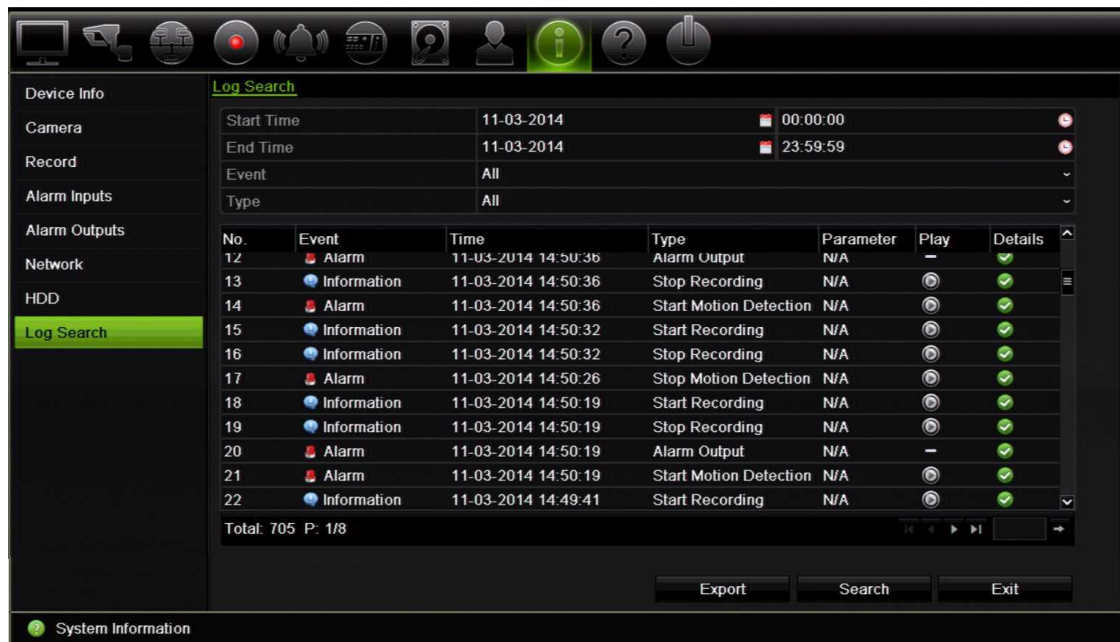 Device Info
Camera
Record
Alarm Inputs
Alarm Outputs
Network
HDD
Log Search
Log Search
Start Time 11-03-2014 00:00:00
End Time 11-03-2014 23:59:59
Event All
Type All
No. Event Time Type Parameter Play Details
12 Alarm 11-03-2014 14:50:36 Alarm Output N/A –
13 Information 11-03-2014 14:50:36 Stop Recording N/A
14 Alarm 11-03-2014 14:50:36 Start Motion Detection N/A
15 Information 11-03-2014 14:50:32 Start Recording N/A
16 Information 11-03-2014 14:50:32 Stop Recording N/A
17 Alarm 11-03-2014 14:50:26 Stop Motion Detection N/A
18 Information 11-03-2014 14:50:19 Start Recording N/A
19 Information 11-03-2014 14:50:19 Stop Recording N/A
20 Alarm 11-03-2014 14:50:19 Alarm Output N/A –
21 Alarm 11-03-2014 14:50:19 Start Motion Detection N/A
22 Information 11-03-2014 14:49:41 Start Recording N/A
Total: 705 P: 1/8
Export Search Exit
System Information